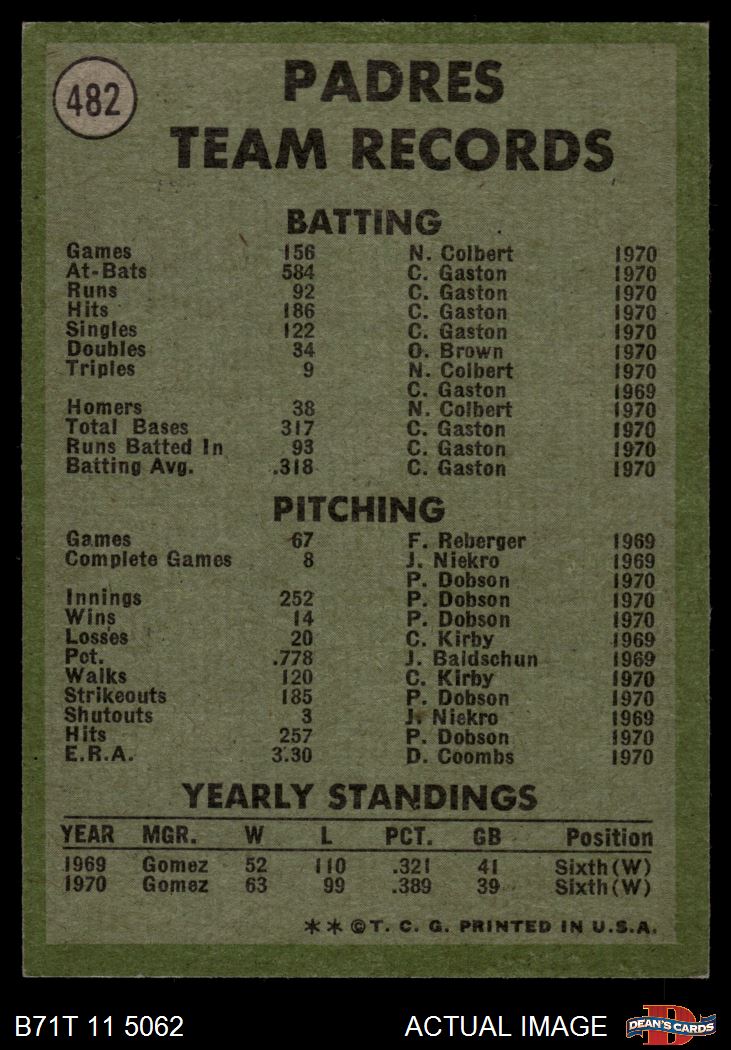 482
PADRES
TEAM RECORDS
BATTING
Games 156 N. Colbert 1970
At-Bats 584 C. Gaston 1970
Runs 92 C. Gaston 1970
Hits 186 C. Gaston 1970
Singles 122 C. Gaston 1970
Doubles 34 O. Brown 1970
Triples 9 N. Colbert 1970
C. Gaston 1969
Homers 38 N. Colbert 1970
Total Bases 317 C. Gaston 1970
Runs Batted In 93 C. Gaston 1970
Batting Avg. .318 C. Gaston 1970
PITCHING
Games 67 F. Reberger 1969
Complete Games 8 J. Niekro 1969
P. Dobson 1970
Innings 252 P. Dobson 1970
Wins 14 P. Dobson 1970
Losses 20 C. Kirby 1969
Pct. .778 J. Baldschun 1969
Walks 120 C. Kirby 1970
Strikeouts 185 P. Dobson 1970
Shutouts 3 J. Niekro 1969
Hits 257 P. Dobson 1970
E.R.A. 3.30 D. Coombs 1970
YEARLY STANDINGS
YEAR MGR. W L PCT. GB Position
1969 Gomez 52 110 .321 41 Sixth(W)
1970 Gomez 63 99 .389 39 Sixth(W)
** © T. C. G. PRINTED IN U.S.A.
B71T 11 5062 ACTUAL IMAGE D DEAN'S CARDS